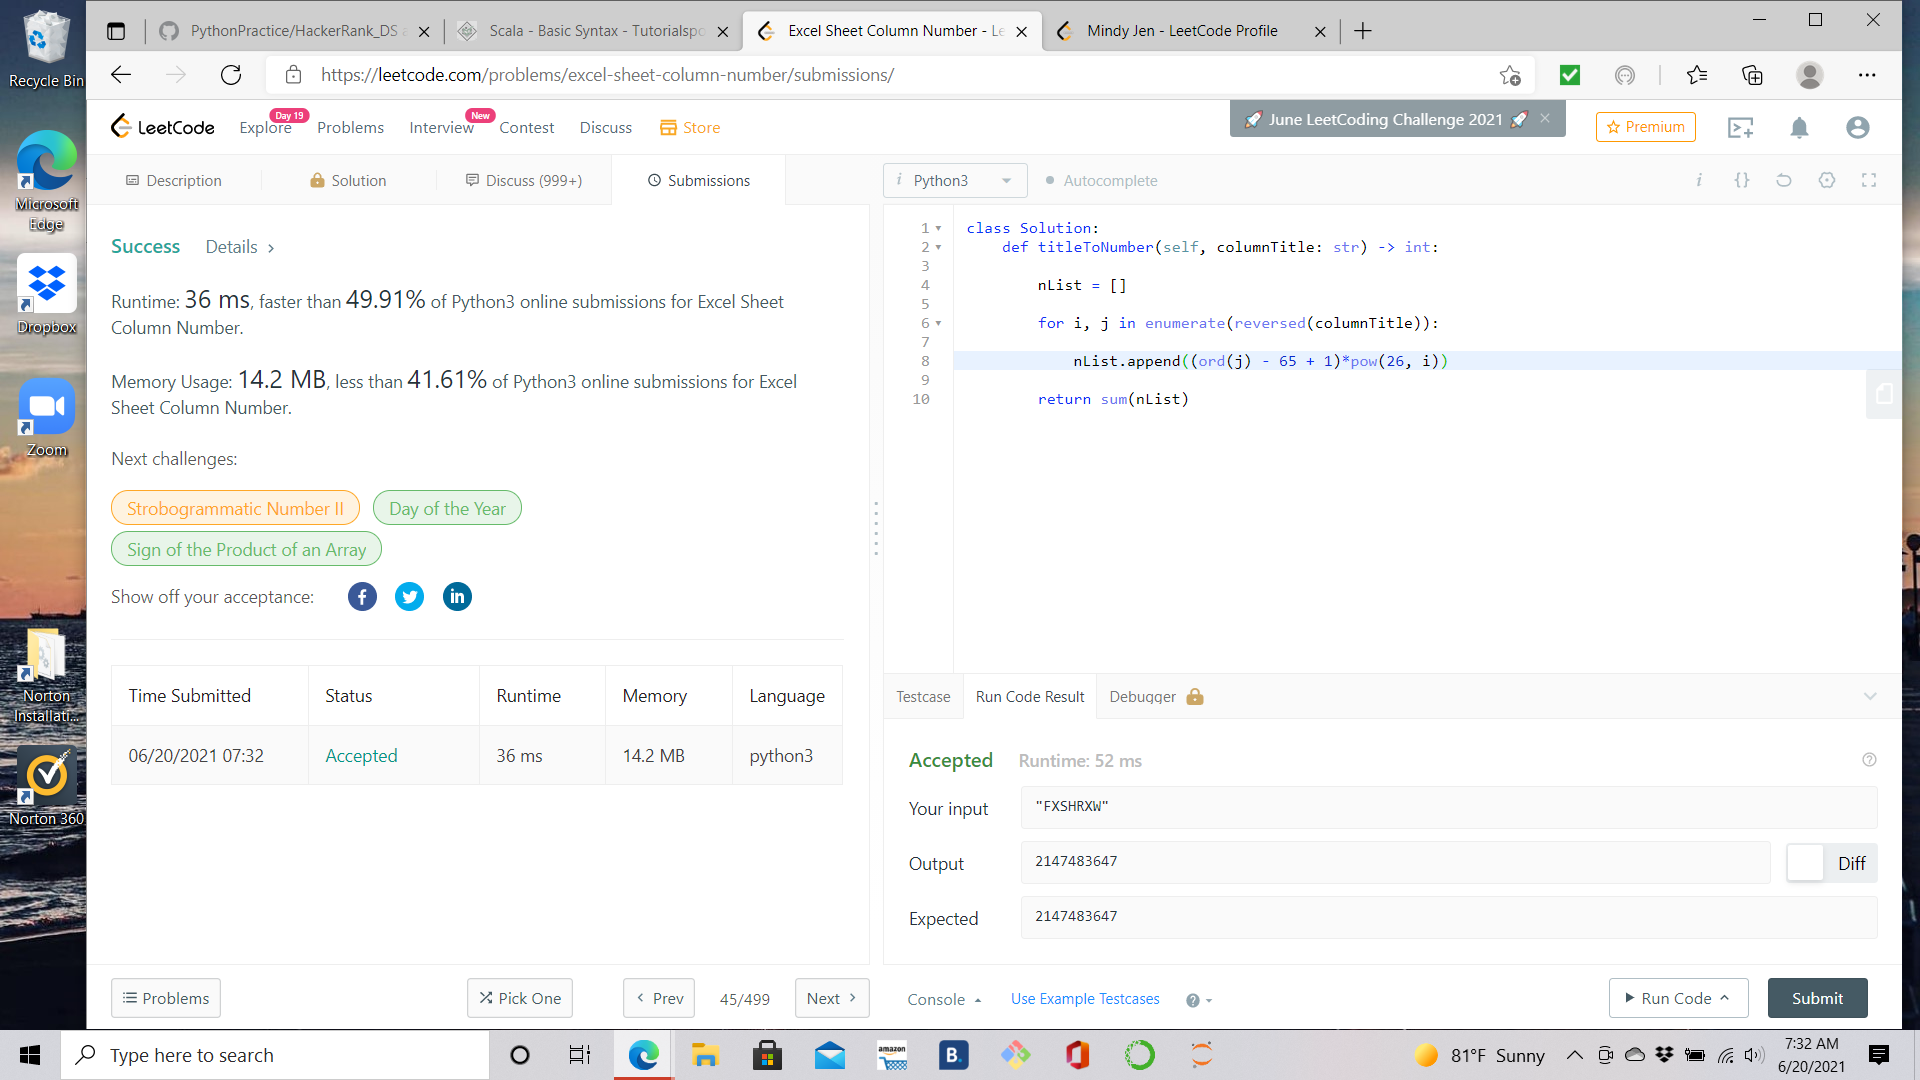 Recycle Bin
Microsoft
Edge
Dropbox
Zoom
Norton
Installati...
Norton 360
PythonPractice/HackerRank_DS a
Scala - Basic Syntax - Tutorialspo
Excel Sheet Column Number - Le
Mindy Jen - LeetCode Profile
https://leetcode.com/problems/excel-sheet-column-number/submissions/
LeetCode
Explore
Day 19
Problems
Interview
New
Contest
Discuss
Store
June LeetCoding Challenge 2021
Premium
Description
Solution
Discuss (999+)
Submissions
Success Details >
Runtime: 36 ms, faster than 49.91% of Python3 online submissions for Excel Sheet
Column Number.
Memory Usage: 14.2 MB, less than 41.61% of Python3 online submissions for Excel
Sheet Column Number.
Next challenges:
Strobogrammatic Number II
Day of the Year
Sign of the Product of an Array
Show off your acceptance:
Time Submitted Status Runtime Memory Language
06/20/2021 07:32 Accepted 36 ms 14.2 MB python3
Problems
Pick One
Prev
45/499
Next
i Python3
Autocomplete
i {}
1 class Solution:
2 def titleToNumber(self, columnTitle: str) -> int:
3
4 nList = []
5
6 for i, j in enumerate(reversed(columnTitle)):
7
8 nList.append((ord(j) - 65 + 1)*pow(26, i))
9
10 return sum(nList)
Testcase
Run Code Result
Debugger
Accepted Runtime: 52 ms
Your input "FXSHRXW"
Output 2147483647
Diff
Expected 2147483647
Console
Use Example Testcases
Run Code
Submit
Type here to search
amazon
B.
81°F Sunny
7:32 AM
6/20/2021